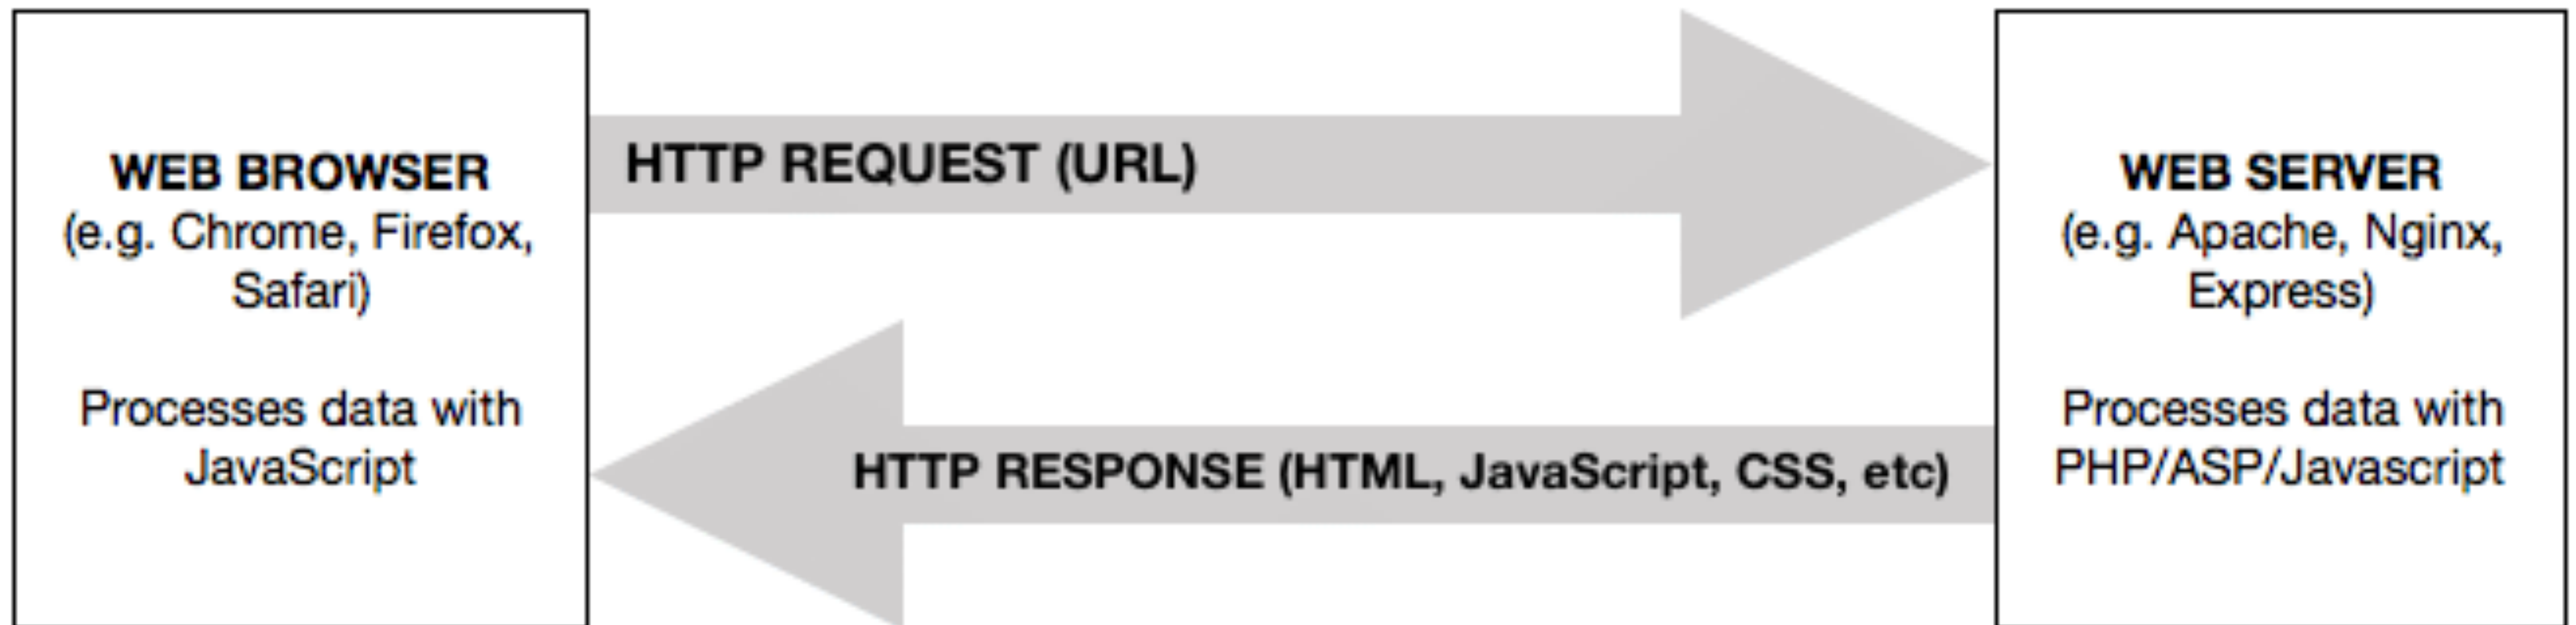 WEB BROWSER
(e.g. Chrome, Firefox,
Safari)
Processes data with
JavaScript
HTTP REQUEST (URL)
HTTP RESPONSE (HTML, JavaScript, CSS, etc)
WEB SERVER
(e.g. Apache, Nginx,
Express)
Processes data with
PHP/ASP/Javascript